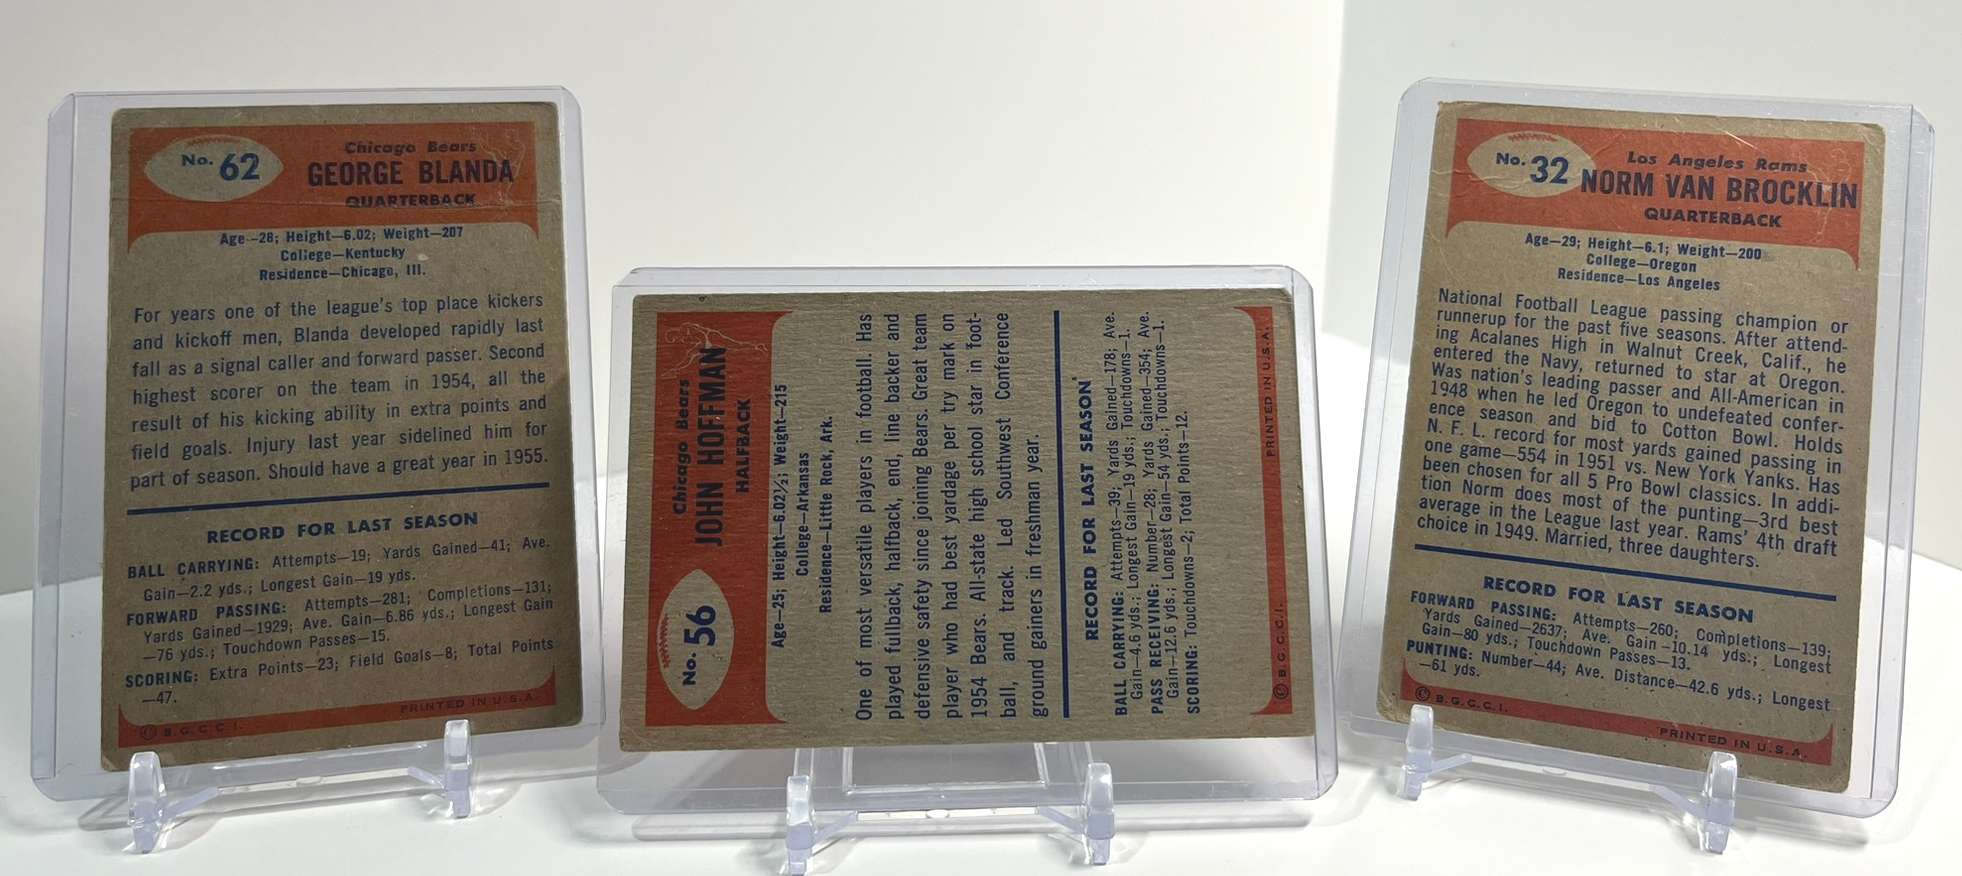 No. 62
Chicago Bears
GEORGE BLANDA
QUARTERBACK
Age—28; Height—6.02; Weight—207
College—Kentucky
Residence—Chicago, Ill.
For years one of the league's top place kickers
and kickoff men, Blanda developed rapidly last
fall as a signal caller and forward passer. Second
highest scorer on the team in 1954, all the
result of his kicking ability in extra points and
field goals. Injury last year sidelined him for
part of season. Should have a great year in 1955.
RECORD FOR LAST SEASON
BALL CARRYING: Attempts—19; Yards Gained—41; Ave.
Gain—2.2 yds.; Longest Gain—19 yds.
FORWARD PASSING: Attempts—281; Completions—131;
Yards Gained—1929; Ave. Gain—6.86 yds.; Longest Gain
—76 yds.; Touchdown Passes—15.
SCORING: Extra Points—23; Field Goals—8; Total Points
—47.
© B.G.C.C.I.
PRINTED IN U.S.A.
No. 56
Chicago Bears
JOHN HOFFMAN
HALFBACK
Age—25; Height—6.02½; Weight—215
College—Arkansas
Residence—Little Rock, Ark.
One of most versatile players in football. Has
played fullback, halfback, end, line backer and
defensive safety since joining Bears. Great team
player who had best yardage per try mark on
1954 Bears. All-state high school star in foot-
ball, and track. Led Southwest Conference
ground gainers in freshman year.
RECORD FOR LAST SEASON
BALL CARRYING: Attempts—39; Yards Gained—178; Ave.
Gain—4.6 yds.; Longest Gain—19 yds.; Touchdowns—1.
PASS RECEIVING: Number—28; Yards Gained—354; Ave.
Gain—12.6 yds.; Longest Gain—54 yds.; Touchdowns—1.
SCORING: Touchdowns—2; Total Points—12.
© B.G.C.C.I.
PRINTED IN U.S.A.
No. 32
Los Angeles Rams
NORM VAN BROCKLIN
QUARTERBACK
Age—29; Height—6.1; Weight—200
College—Oregon
Residence—Los Angeles
National Football League passing champion or
runnerup for the past five seasons. After attend-
ing Acalanes High in Walnut Creek, Calif., he
entered the Navy, returned to star at Oregon.
Was nation's leading passer and All-American in
1948 when he led Oregon to undefeated confer-
ence season and bid to Cotton Bowl. Holds
N. F. L. record for most yards gained passing in
one game—554 in 1951 vs. New York Yanks. Has
been chosen for all 5 Pro Bowl classics. In addi-
tion Norm does most of the punting—3rd best
average in the League last year. Rams' 4th draft
choice in 1949. Married, three daughters.
RECORD FOR LAST SEASON
FORWARD PASSING: Attempts—260; Completions—139;
Yards Gained—2637; Ave. Gain—10.14 yds.; Longest
Gain—80 yds.; Touchdown Passes—13.
PUNTING: Number—44; Ave. Distance—42.6 yds.; Longest
—61 yds.
© B.G.C.C.I.
PRINTED IN U.S.A.